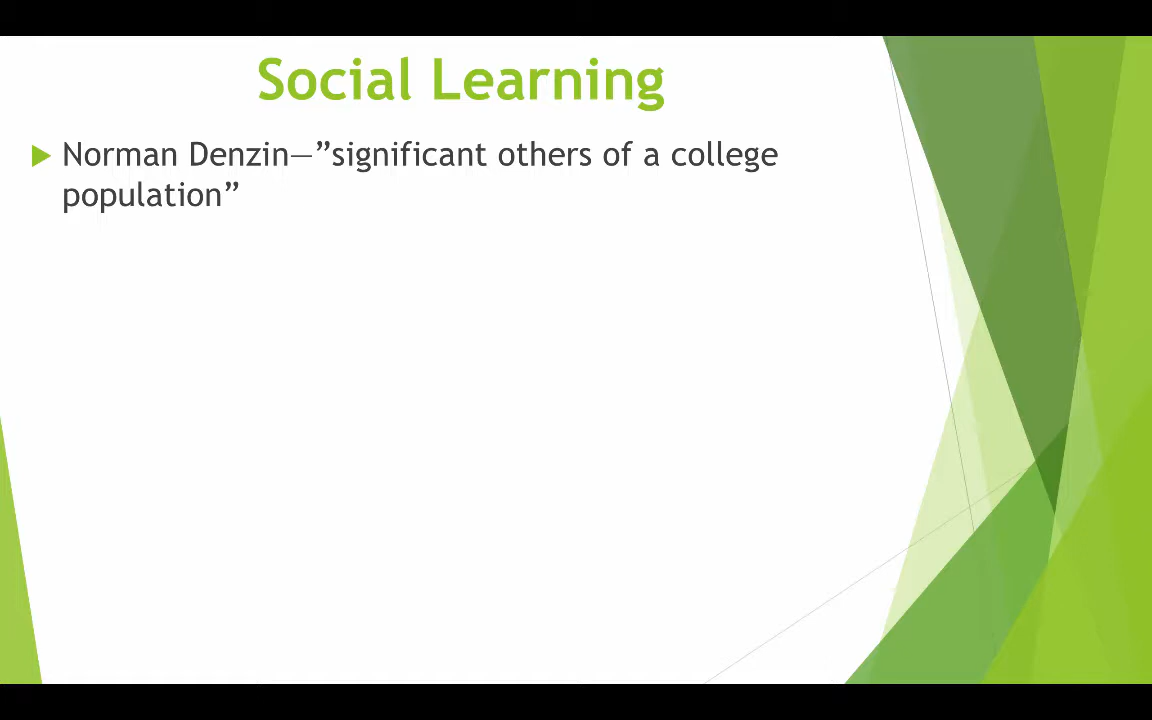 Social Learning
Norman Denzin—”significant others of a college
population”